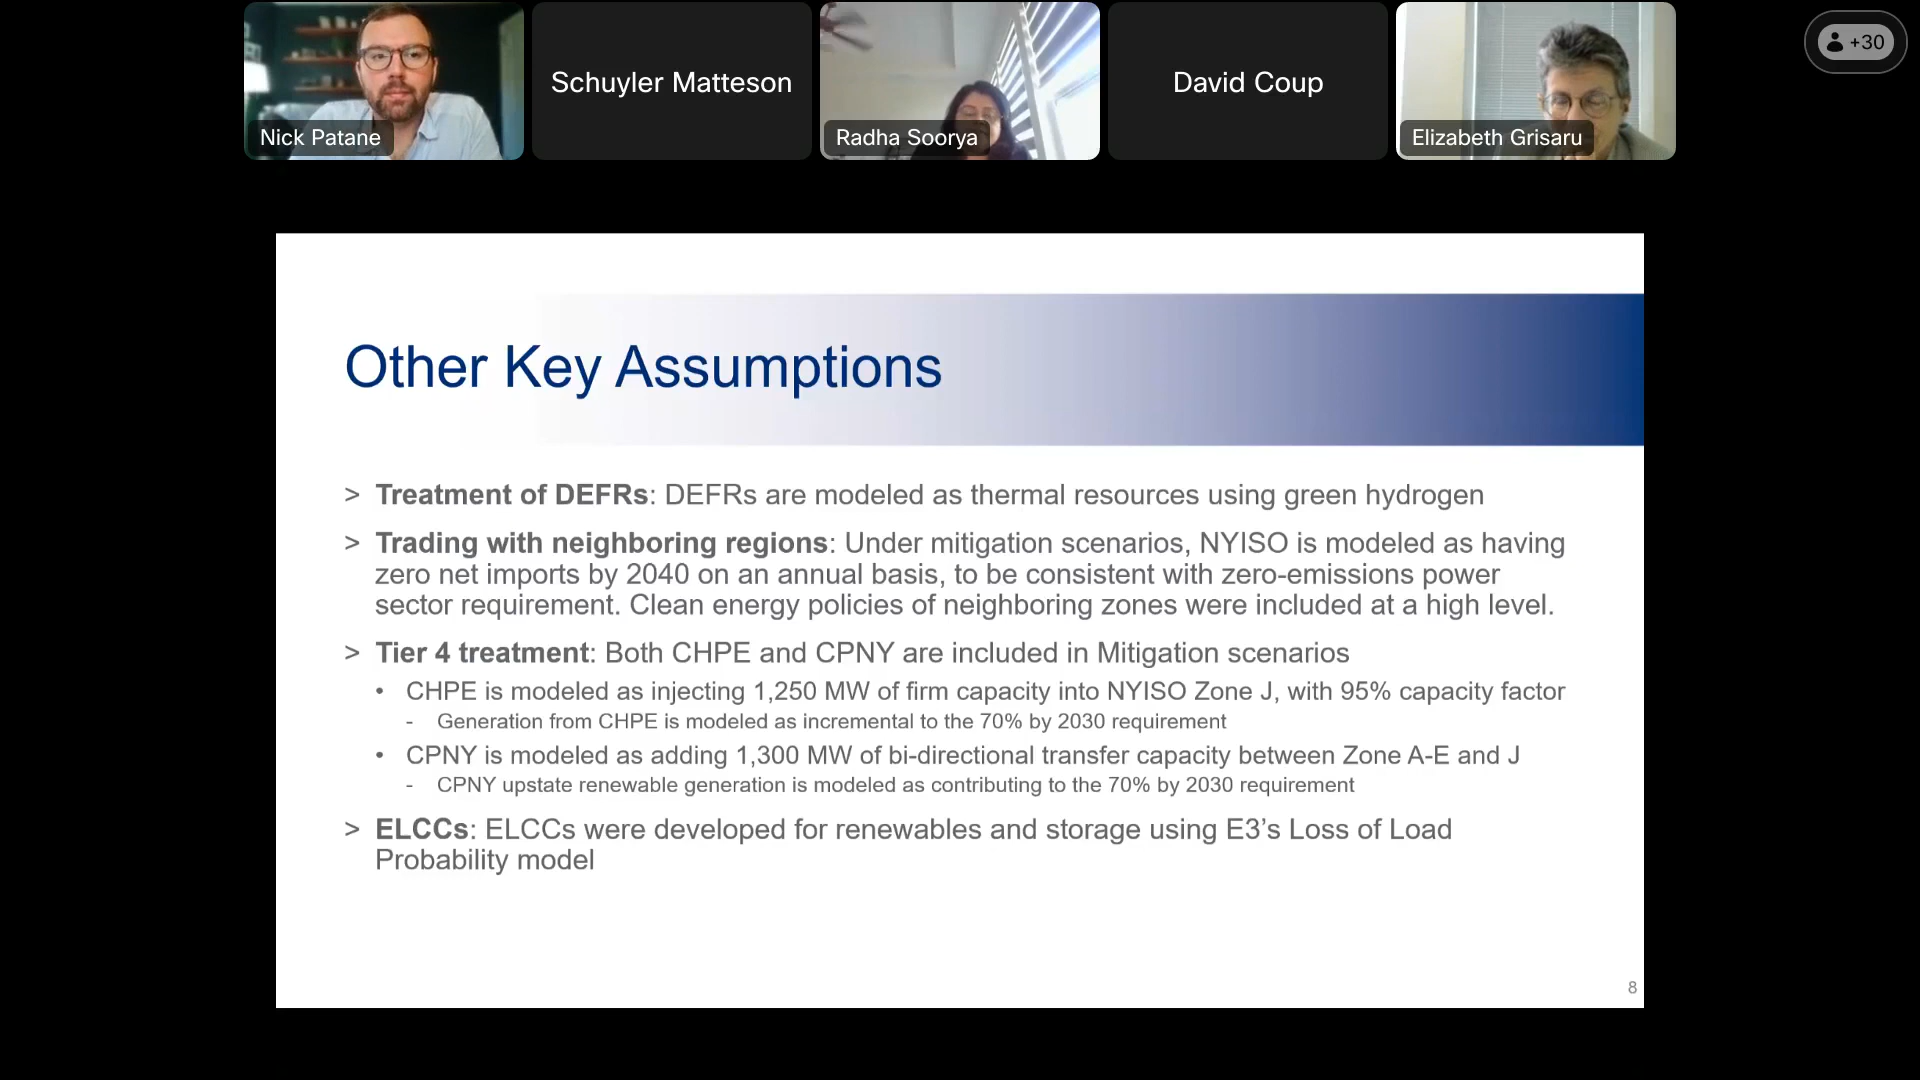 Nick Patane
Schuyler Matteson
Radha Soorya
David Coup
Elizabeth Grisaru
+30
Other Key Assumptions
> Treatment of DEFRs: DEFRs are modeled as thermal resources using green hydrogen
> Trading with neighboring regions: Under mitigation scenarios, NYISO is modeled as having
zero net imports by 2040 on an annual basis, to be consistent with zero-emissions power
sector requirement. Clean energy policies of neighboring zones were included at a high level.
> Tier 4 treatment: Both CHPE and CPNY are included in Mitigation scenarios
• CHPE is modeled as injecting 1,250 MW of firm capacity into NYISO Zone J, with 95% capacity factor
- Generation from CHPE is modeled as incremental to the 70% by 2030 requirement
• CPNY is modeled as adding 1,300 MW of bi-directional transfer capacity between Zone A-E and J
- CPNY upstate renewable generation is modeled as contributing to the 70% by 2030 requirement
> ELCCs: ELCCs were developed for renewables and storage using E3’s Loss of Load
Probability model
8